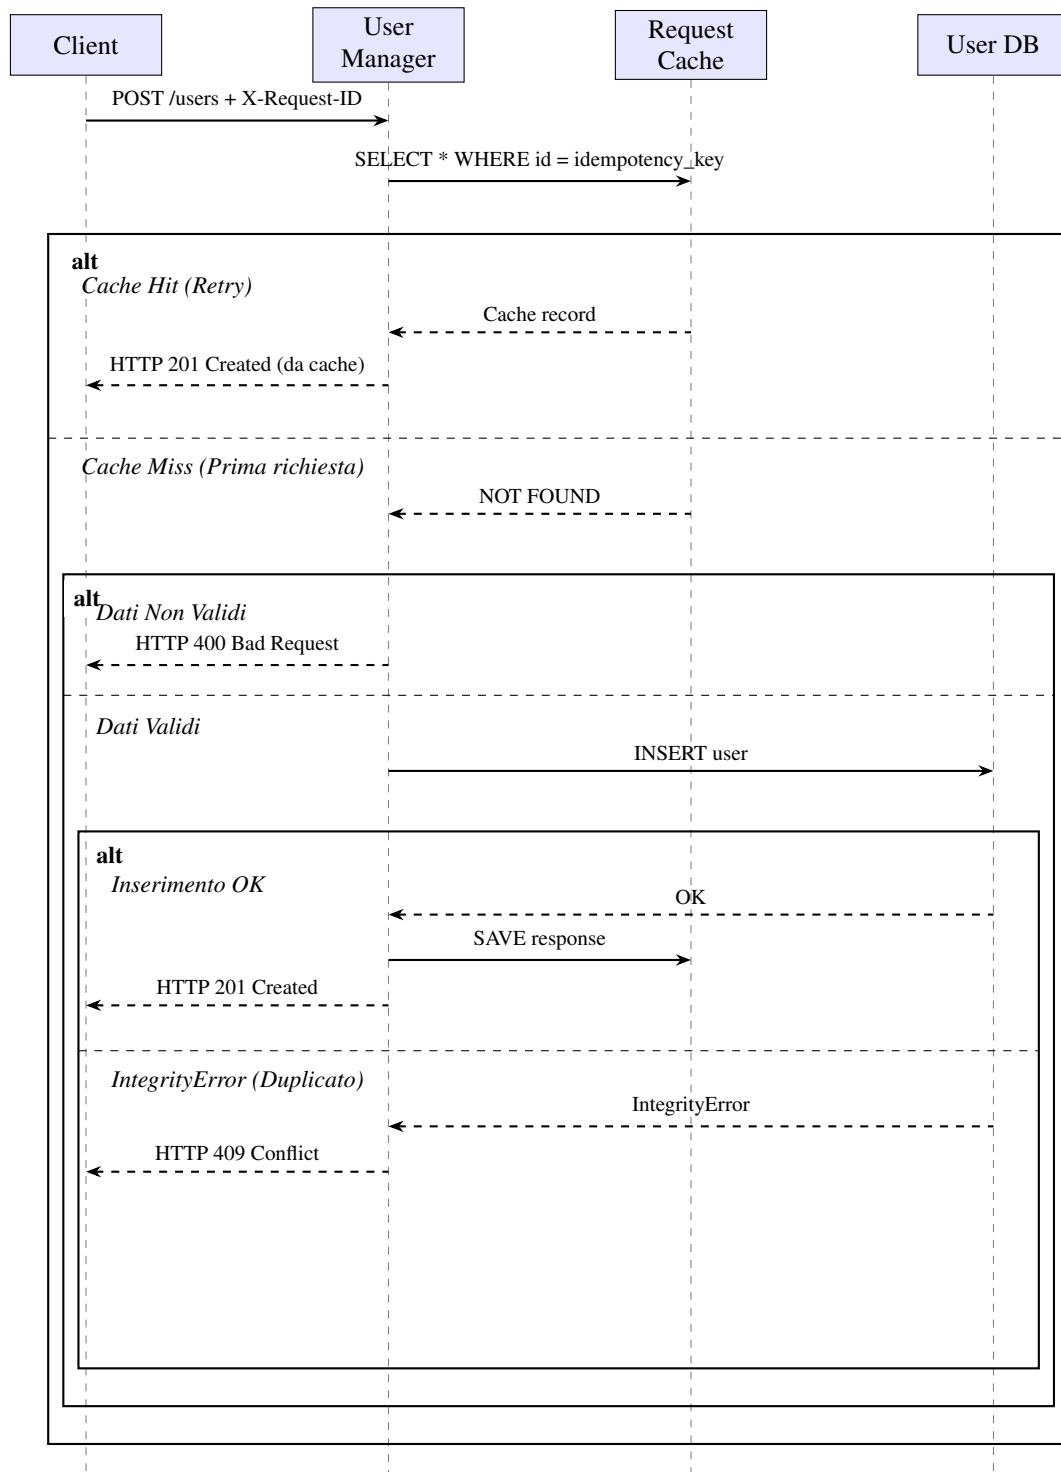 Client
User
Manager
Request
Cache
User DB
POST /users + X-Request-ID
SELECT * WHERE id = idempotency_key
alt
Cache Hit (Retry)
Cache record
HTTP 201 Created (da cache)
Cache Miss (Prima richiesta)
NOT FOUND
alt
Dati Non Validi
HTTP 400 Bad Request
Dati Validi
INSERT user
alt
Inserimento OK
OK
SAVE response
HTTP 201 Created
IntegrityError (Duplicato)
IntegrityError
HTTP 409 Conflict